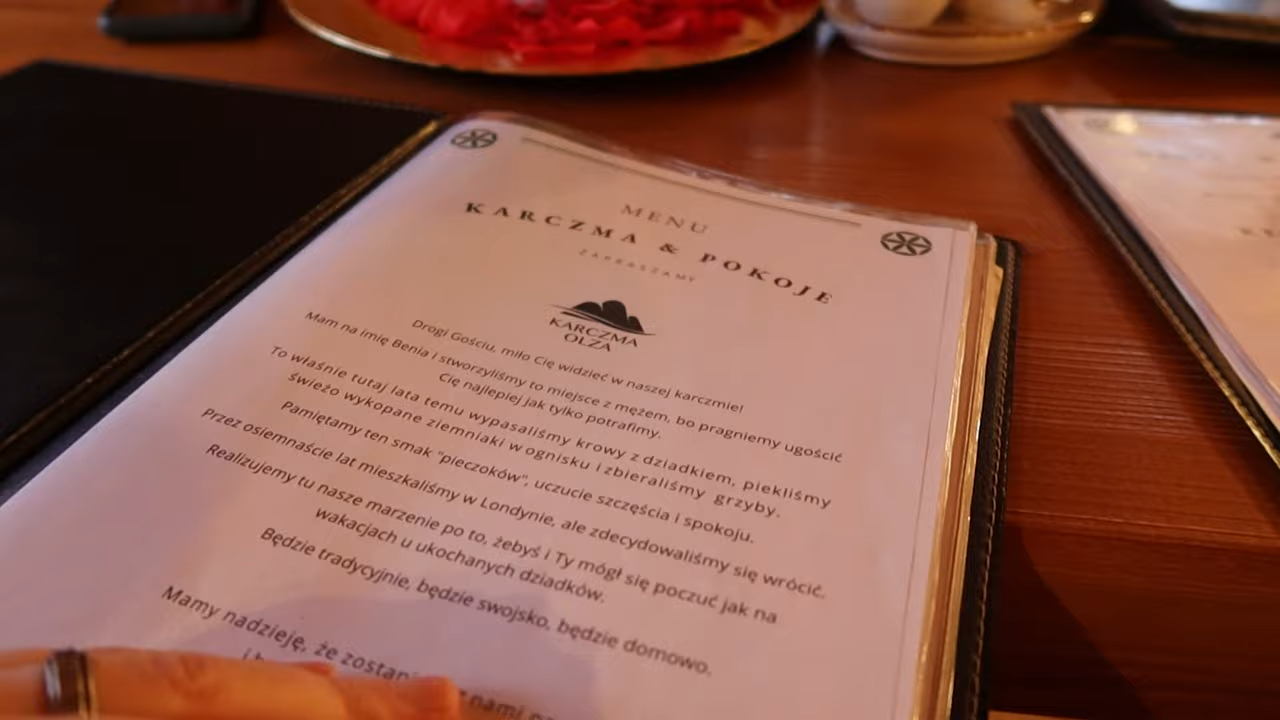 MENU
KARCZMA & POKOJE
ZAPRASZAMY
KARCZMA
OLZA
Drogi Gościu, miło Cię widzieć w naszej karczmie!
Mam na imię Benia i stworzyliśmy to miejsce z mężem, bo pragniemy ugościć
Cię najlepiej jak tylko potrafimy.
To właśnie tutaj lata temu wypasaliśmy krowy z dziadkiem, piekliśmy
świeżo wykopane ziemniaki w ognisku i zbieraliśmy grzyby.
Pamiętamy ten smak "pieczoków", uczucie szczęścia i spokoju.
Przez osiemnaście lat mieszkaliśmy w Londynie, ale zdecydowaliśmy się wrócić.
Realizujemy tu nasze marzenie po to, żebyś i Ty mógł się poczuć jak na
wakacjach u ukochanych dziadków.
Będzie tradycyjnie, będzie swojsko, będzie domowo.
Mamy nadzieję, że nami